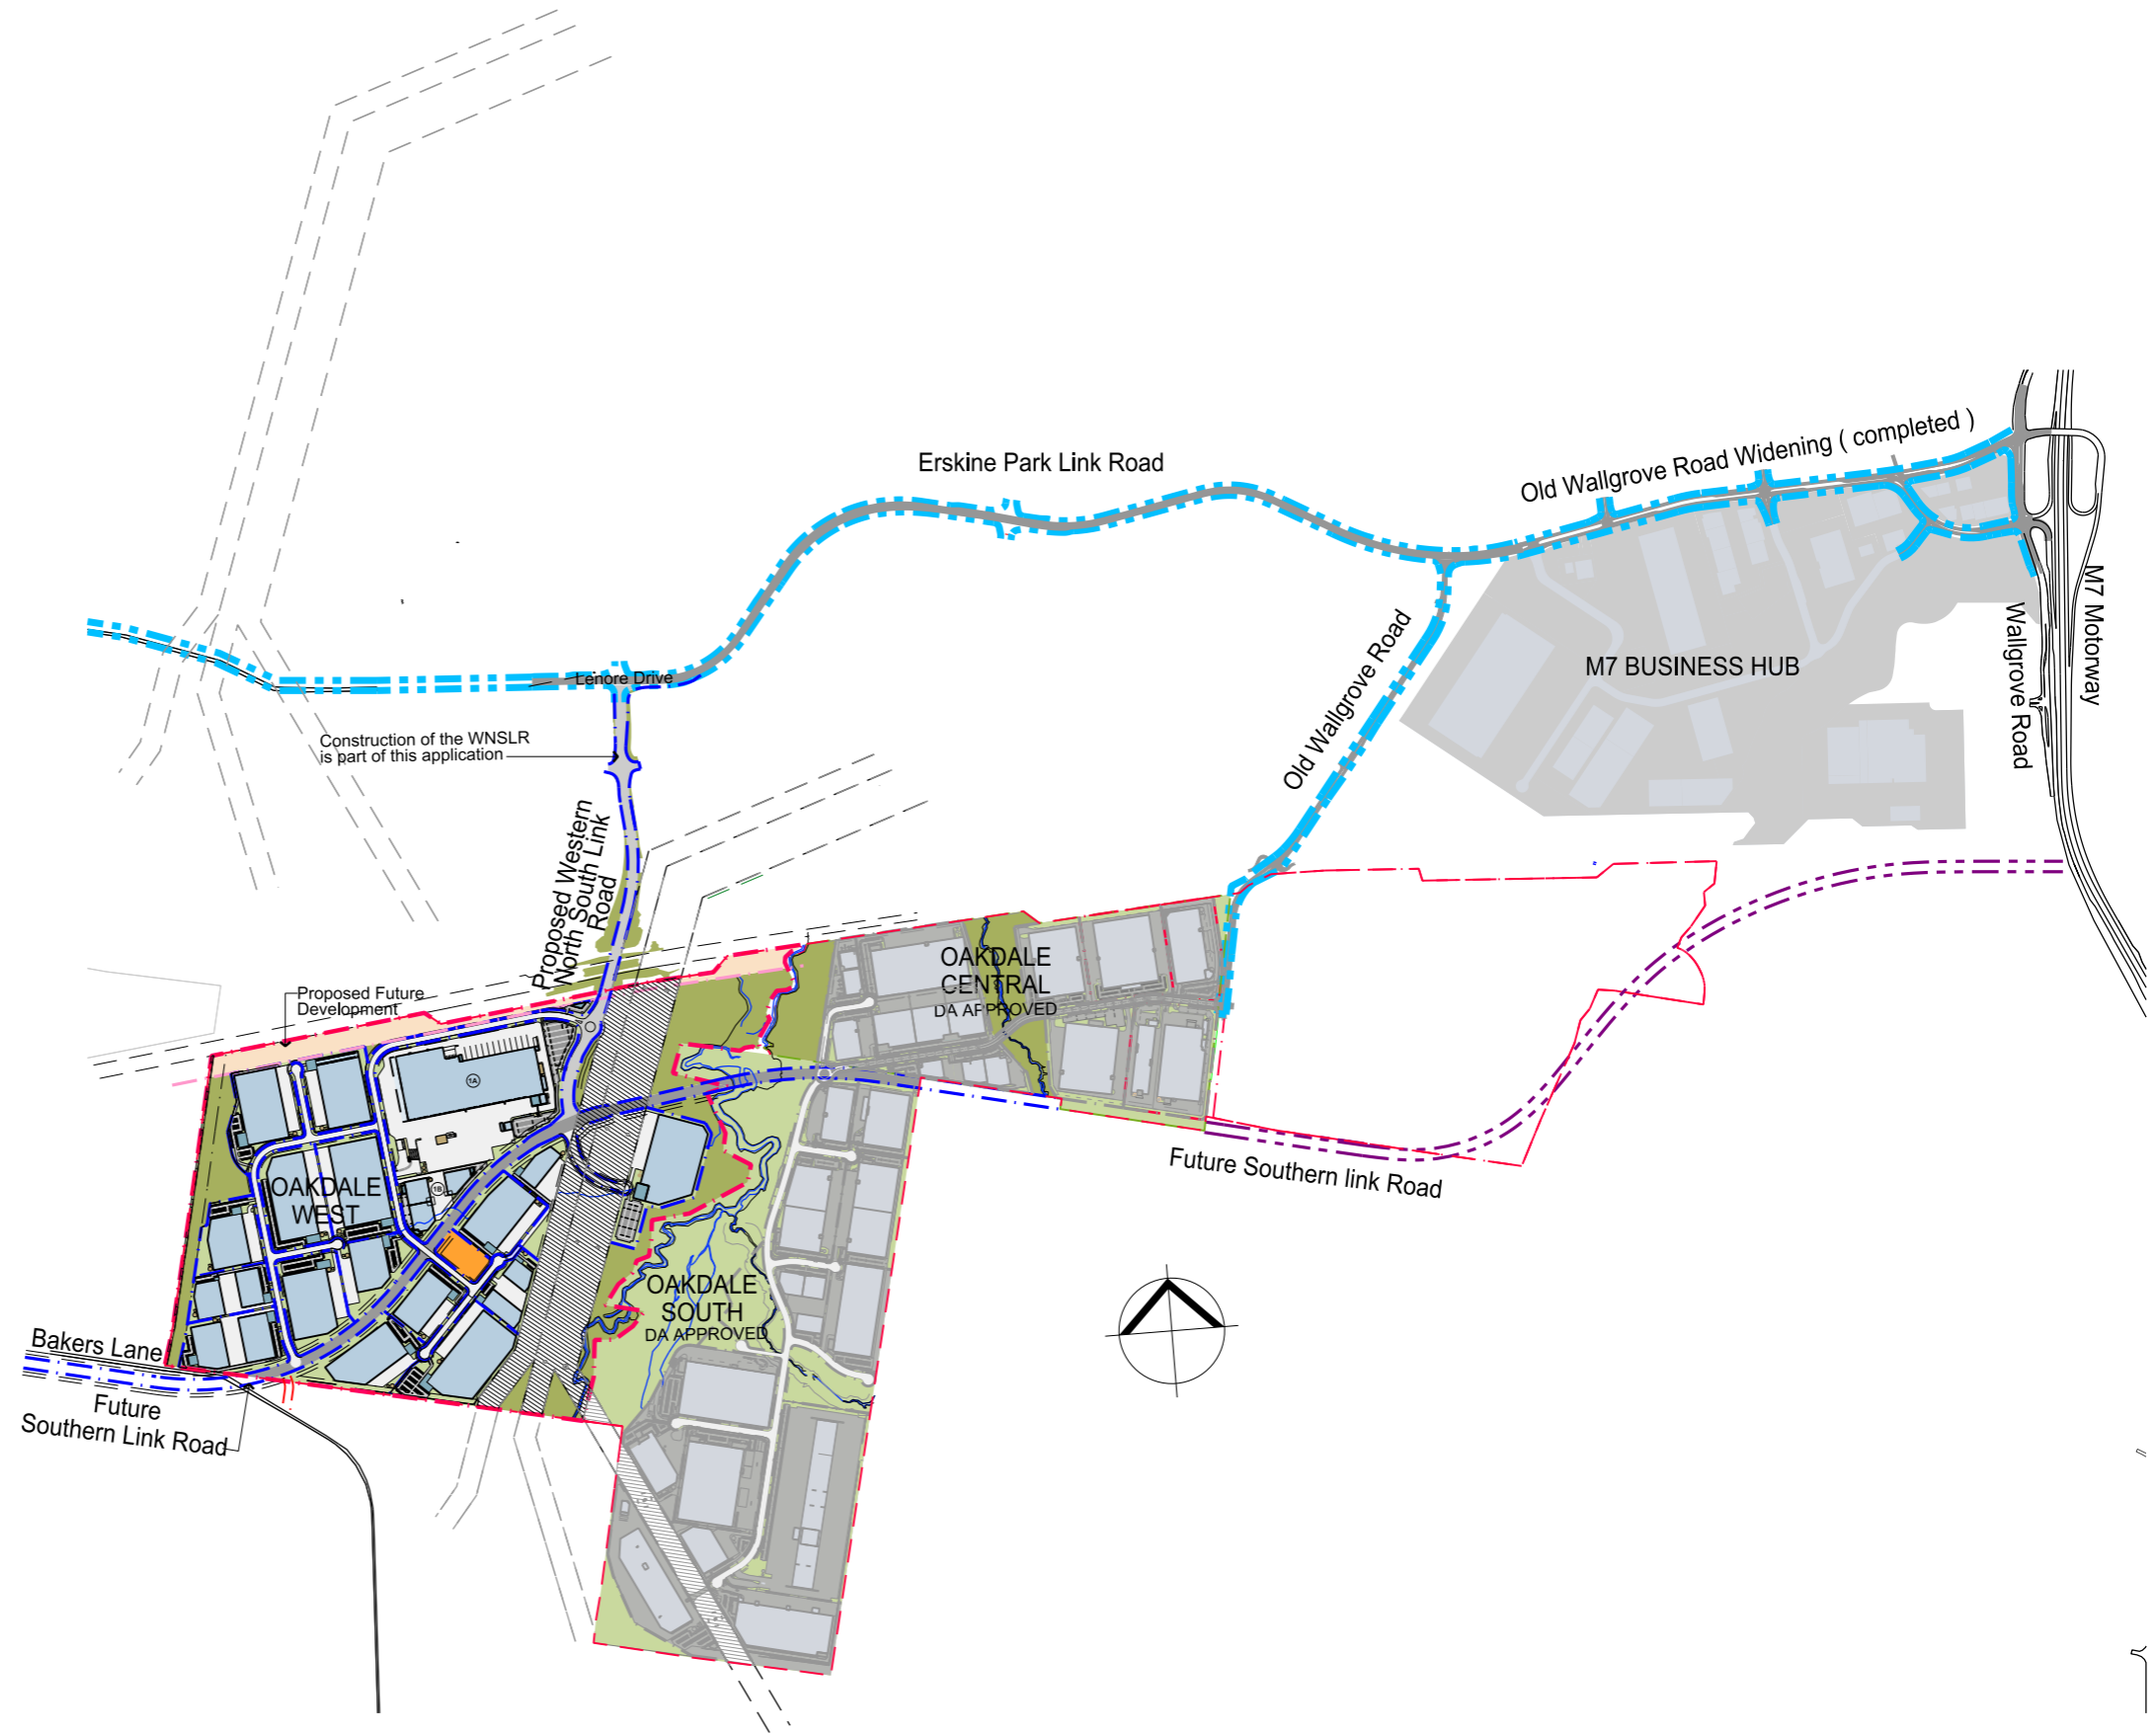 Erskine Park Link Road
Old Wallgrove Road Widening ( completed )
M7 Motorway
Wallgrove Road
M7 BUSINESS HUB
Old Wallgrove Road
Lenore Drive
Construction of the WNSLR
is part of this application
Proposed Western
North South Link
Road
Proposed Future
Development
OAKDALE
CENTRAL
DA APPROVED
1A
1B
OAKDALE
WEST
Future Southern link Road
OAKDALE
SOUTH
DA APPROVED
Bakers Lane
Future
Southern Link Road